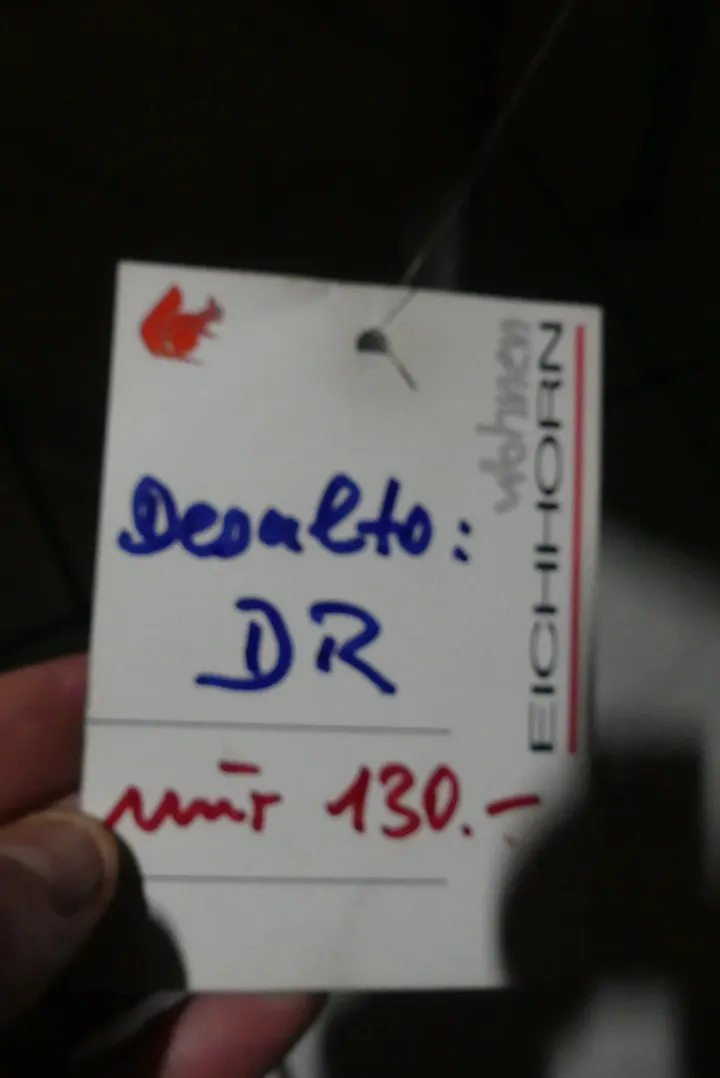 wohnen
EICHHORN
Desalto:
DR
nur 130.-